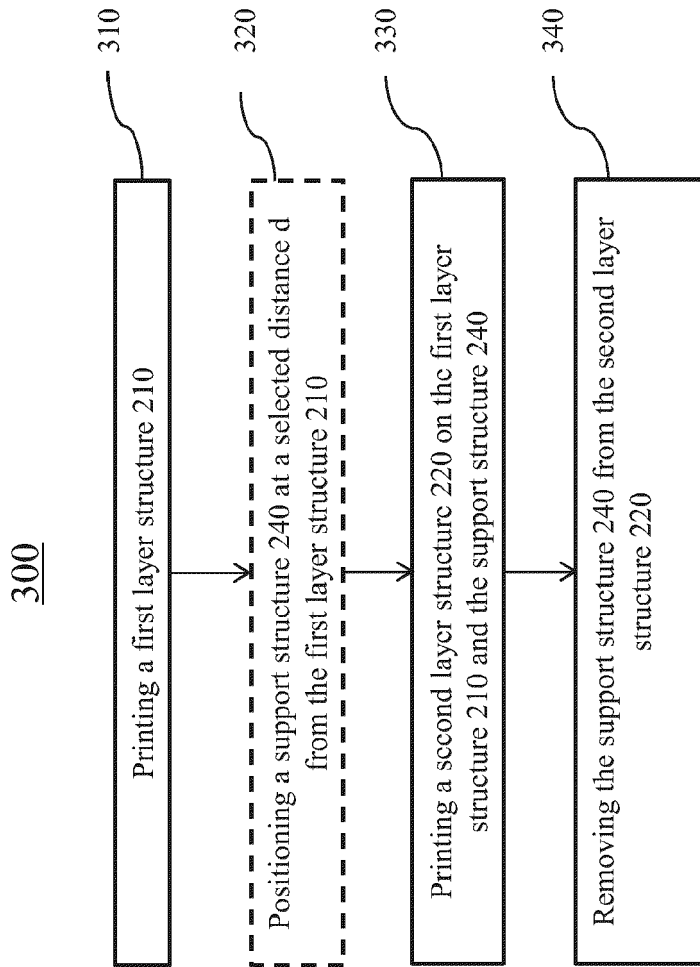 300
Printing a first layer structure 210
310
Positioning a support structure 240 at a selected distance d
from the first layer structure 210
320
Printing a second layer structure 220 on the first layer
structure 210 and the support structure 240
330
Removing the support structure 240 from the second layer
structure 220
340